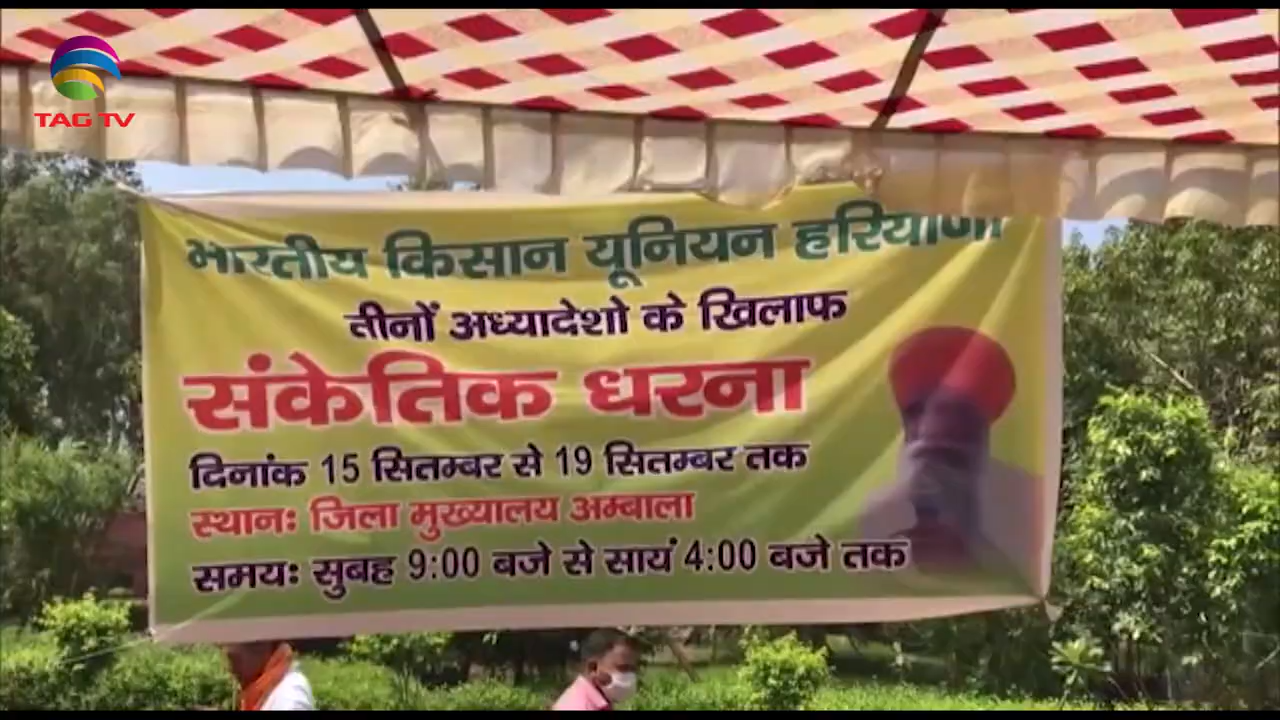 TAG TV
भारतीय किसान यूनियन हरियाणा
तीनों अध्यादेशो के खिलाफ
संकेतिक धरना
दिनांक 15 सितम्बर से 19 सितम्बर तक
स्थानः जिला मुख्यालय अम्बाला
समयः सुबह 9:00 बजे से सायं 4:00 बजे तक